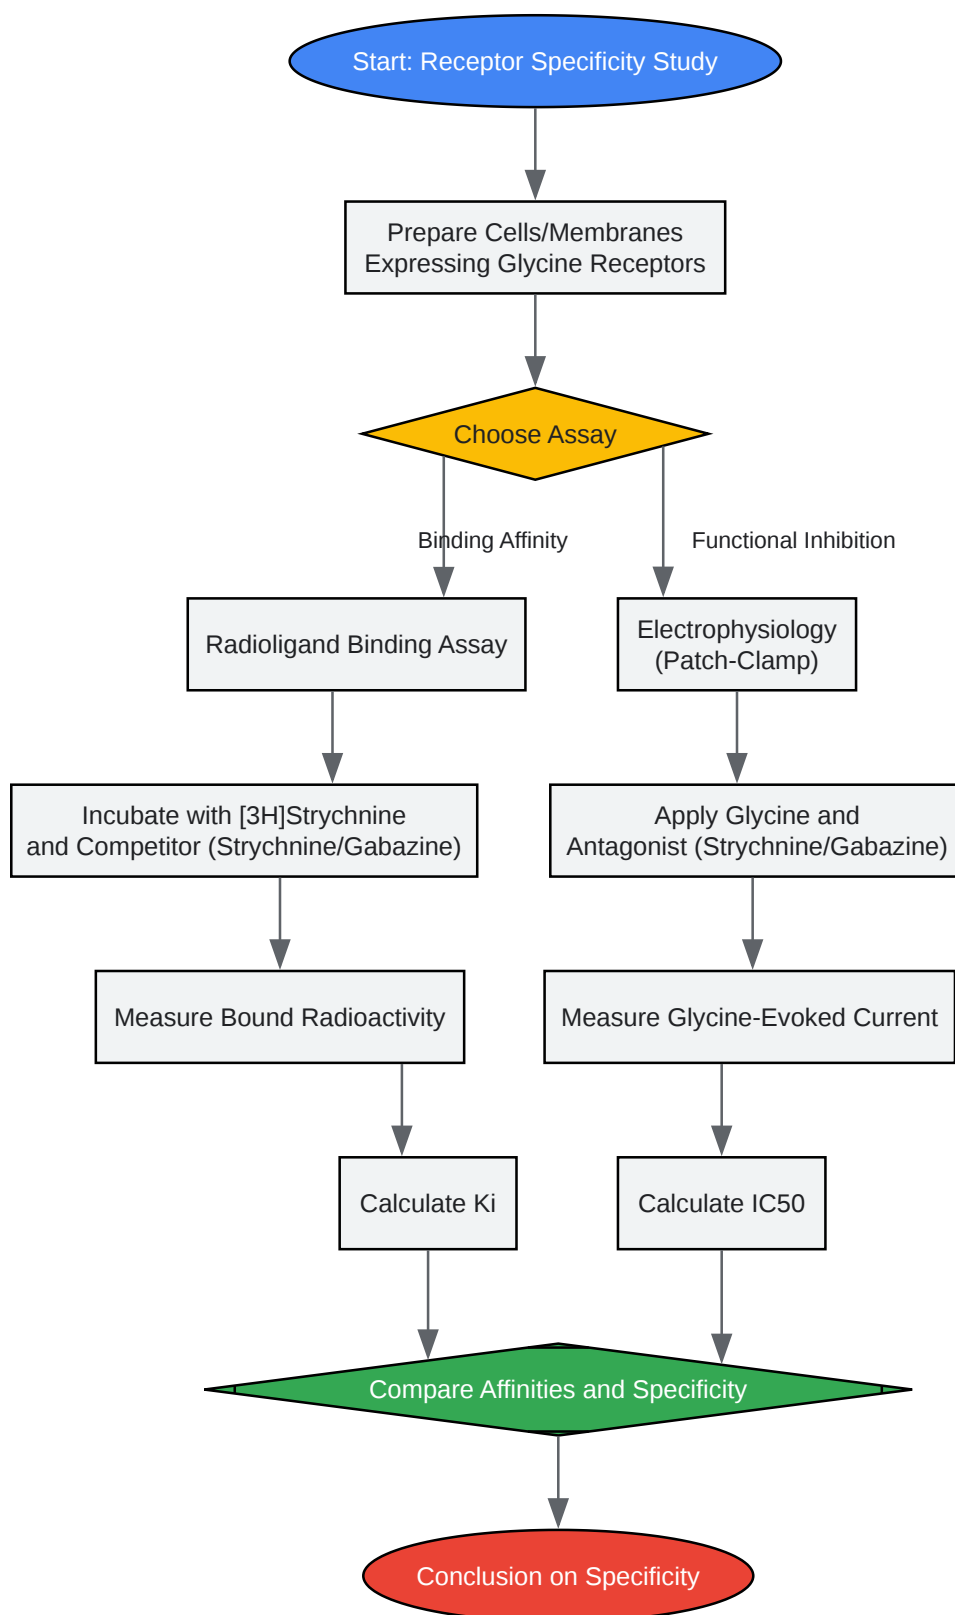 Start: Receptor Specificity Study
Prepare Cells/Membranes
Expressing Glycine Receptors
Choose Assay
Binding Affinity
Functional Inhibition
Radioligand Binding Assay
Electrophysiology
(Patch-Clamp)
Incubate with [3H]Strychnine
and Competitor (Strychnine/Gabazine)
Apply Glycine and
Antagonist (Strychnine/Gabazine)
Measure Bound Radioactivity
Measure Glycine-Evoked Current
Calculate Ki
Calculate IC50
Compare Affinities and Specificity
Conclusion on Specificity